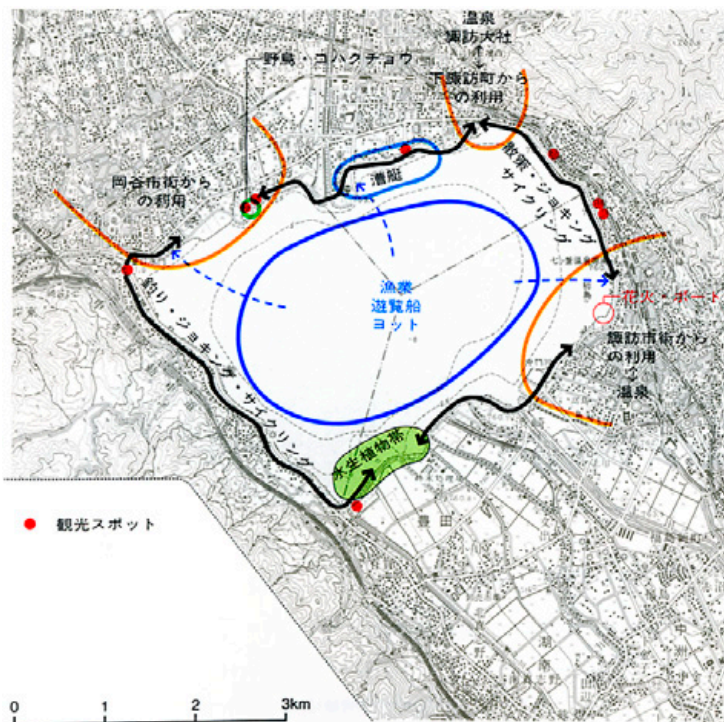 温泉
諏訪大社
下諏訪町から
の利用
野鳥・コハクチョウ
岡谷市街から
の利用
漕艇
散策・ジョキング
サイクリング
漁業
遊覧船
ヨット
花火・ボート
諏訪市街から
の利用
温泉
釣り・ジョキング・サイクリング
水生植物帯
豊田
観光スポット
0 1 2 3km